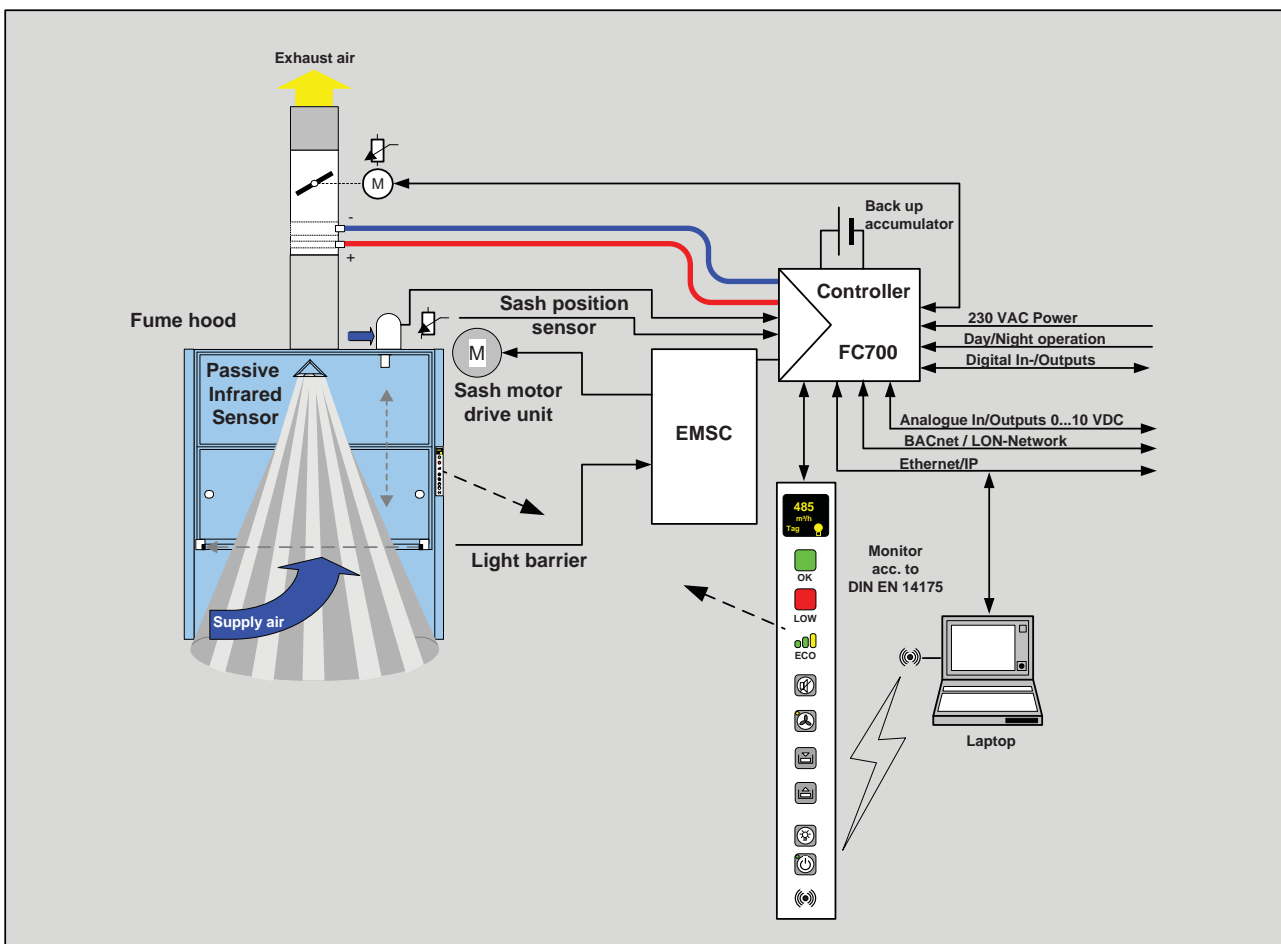 Exhaust air
M
-
+
Back up
accumulator
Controller
FC700
230 VAC Power
Day/Night operation
Digital In-/Outputs
Analogue In/Outputs 0...10 VDC
BACnet / LON-Network
Ethernet/IP
Fume hood
Sash position
sensor
M
Sash motor
drive unit
Passive
Infrared
Sensor
EMSC
Light barrier
Supply air
485
m³/h
Tag
OK
LOW
ECO
Monitor
acc. to
DIN EN 14175
Laptop